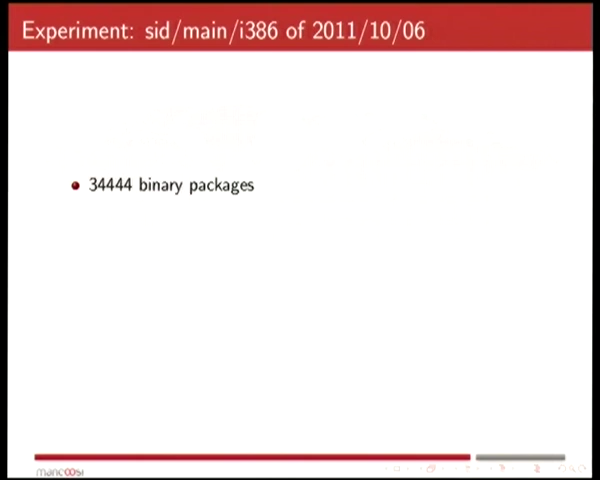 Experiment: sid/main/i386 of 2011/10/06
34444 binary packages
mancoosi